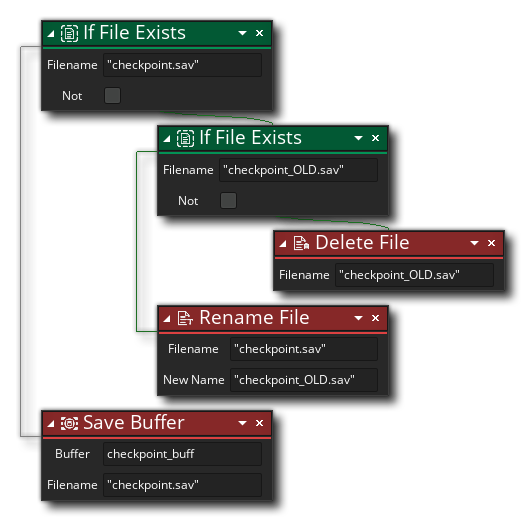 If File Exists
Filename "checkpoint.sav"
Not
If File Exists
Filename "checkpoint_OLD.sav"
Not
Delete File
Filename "checkpoint_OLD.sav"
Rename File
Filename "checkpoint.sav"
New Name "checkpoint_OLD.sav"
Save Buffer
Buffer checkpoint_buff
Filename "checkpoint.sav"